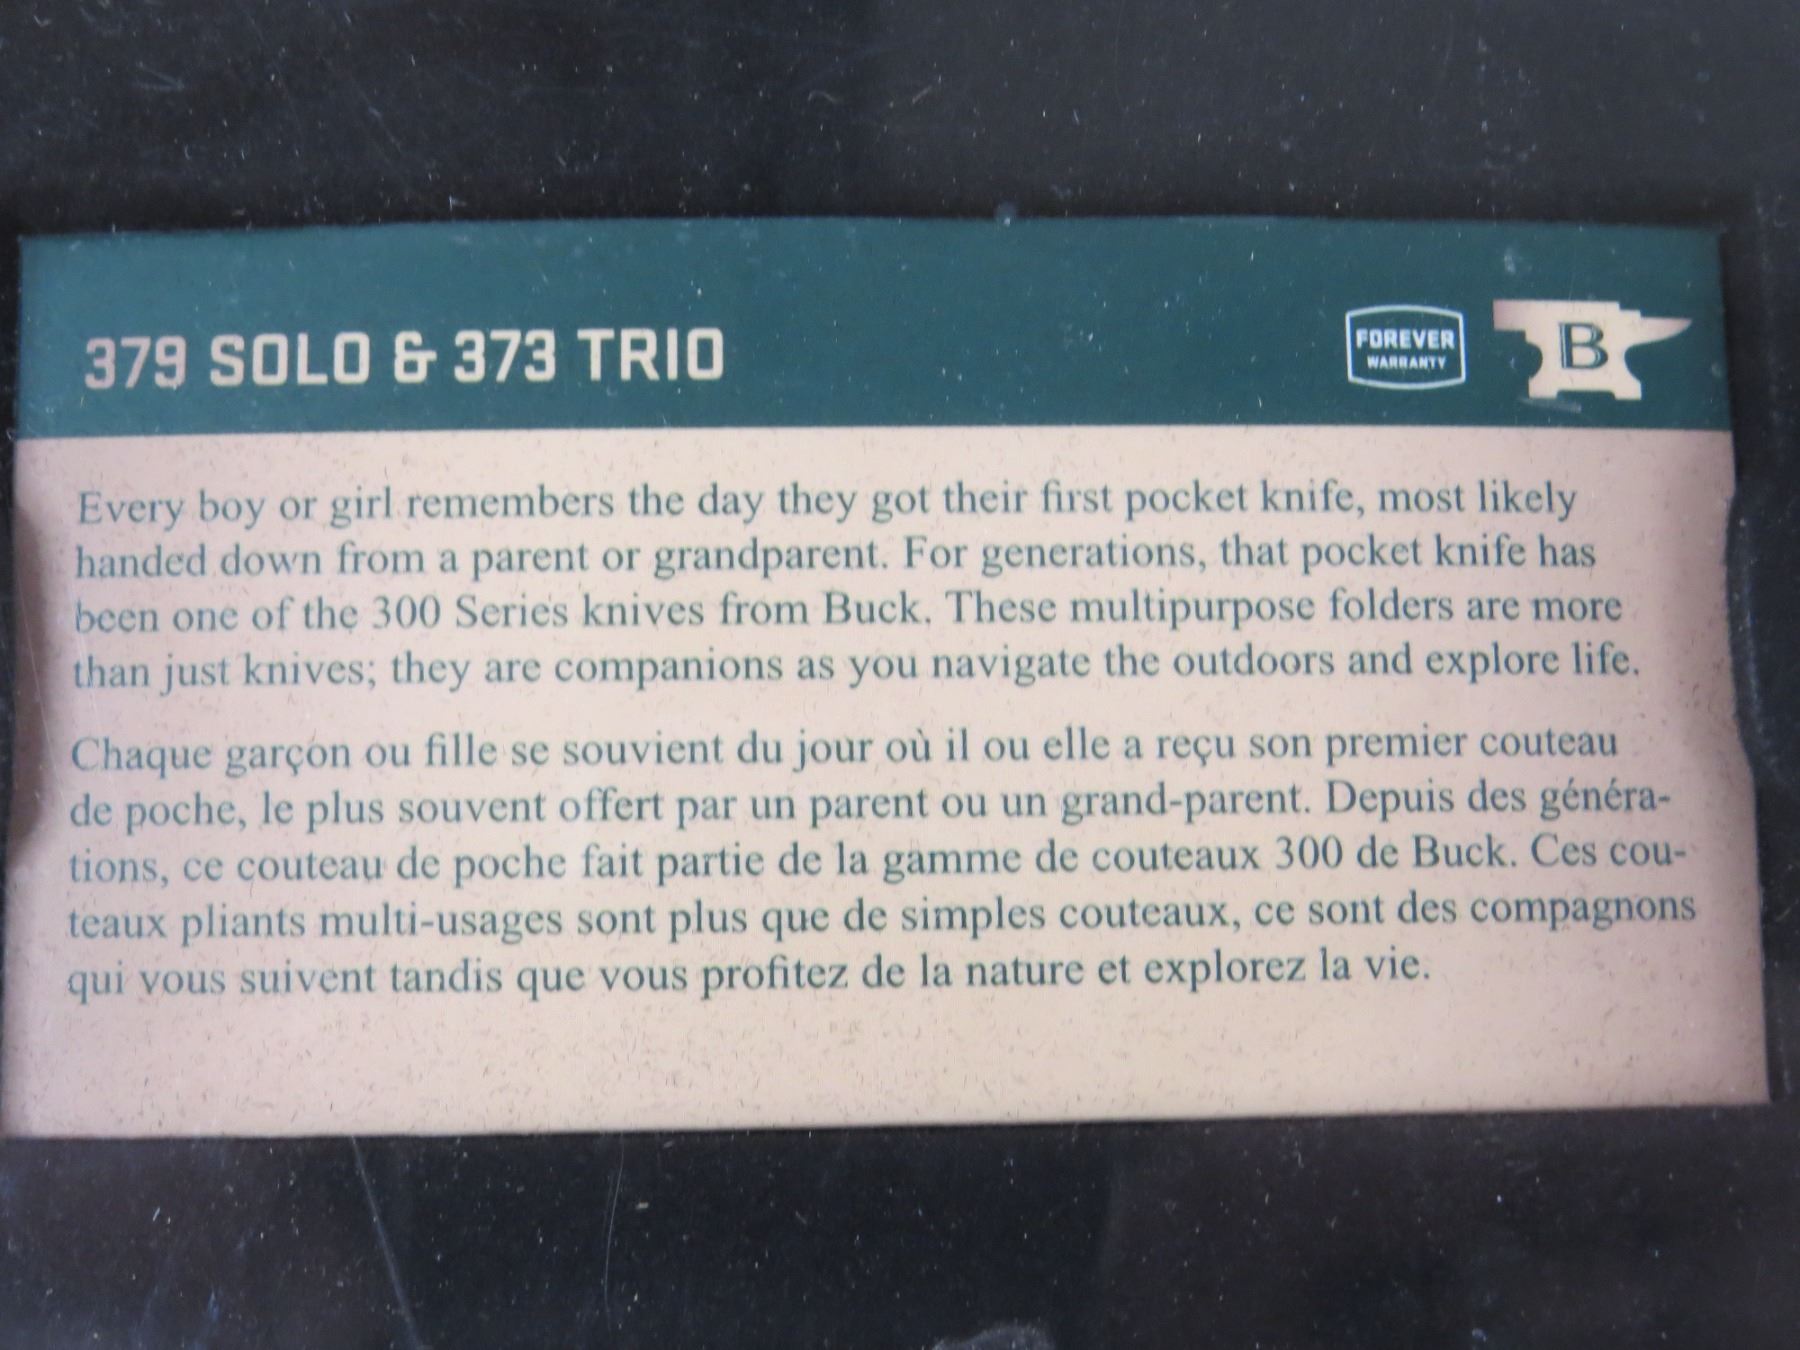 379 SOLO & 373 TRIO
FOREVER
WARRANTY
B
Every boy or girl remembers the day they got their first pocket knife, most likely
handed down from a parent or grandparent. For generations, that pocket knife has
been one of the 300 Series knives from Buck. These multipurpose folders are more
than just knives; they are companions as you navigate the outdoors and explore life.
Chaque garçon ou fille se souvient du jour où il ou elle a reçu son premier couteau
de poche, le plus souvent offert par un parent ou un grand-parent. Depuis des généra-
tions, ce couteau de poche fait partie de la gamme de couteaux 300 de Buck. Ces cou-
teaux pliants multi-usages sont plus que de simples couteaux, ce sont des compagnons
qui vous suivent tandis que vous profitez de la nature et explorez la vie.